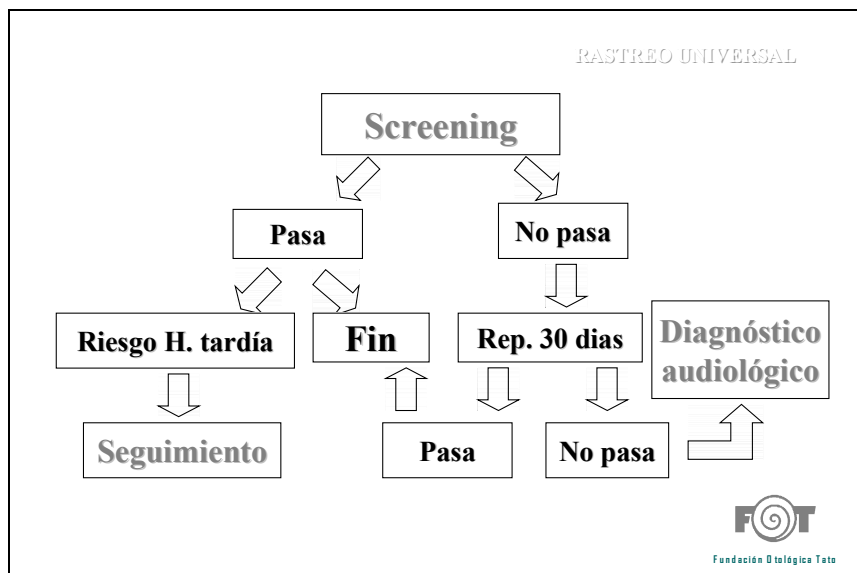 RASTREO UNIVERSAL
Screening
Pasa
No pasa
Riesgo H. tardía
Fin
Rep. 30 dias
Diagnóstico
audiológico
Seguimiento
Pasa
No pasa
FOT
Fundación Otológica Tato